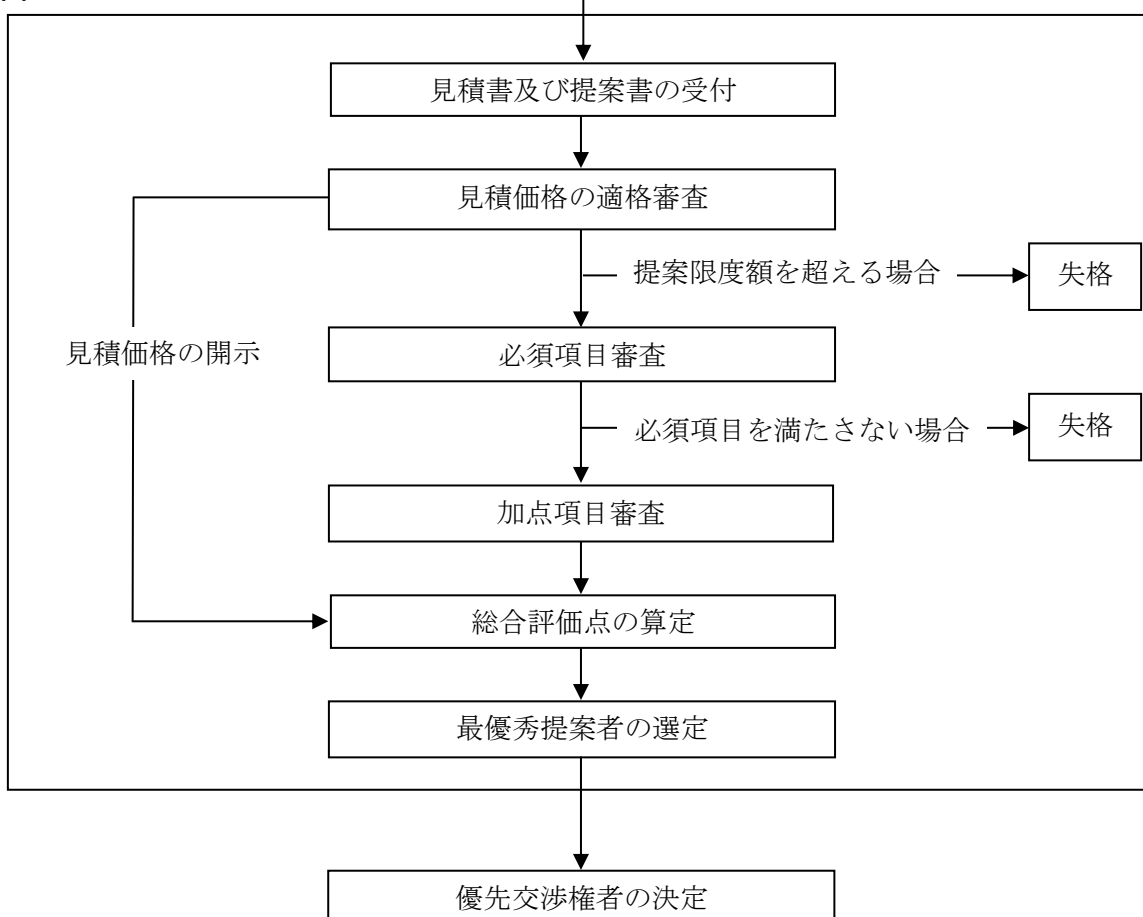 見積書及び提案書の受付
見積価格の適格審査
提案限度額を超える場合
失格
見積価格の開示
必須項目審査
必須項目を満たさない場合
失格
加点項目審査
総合評価点の算定
最優秀提案者の選定
優先交渉権者の決定